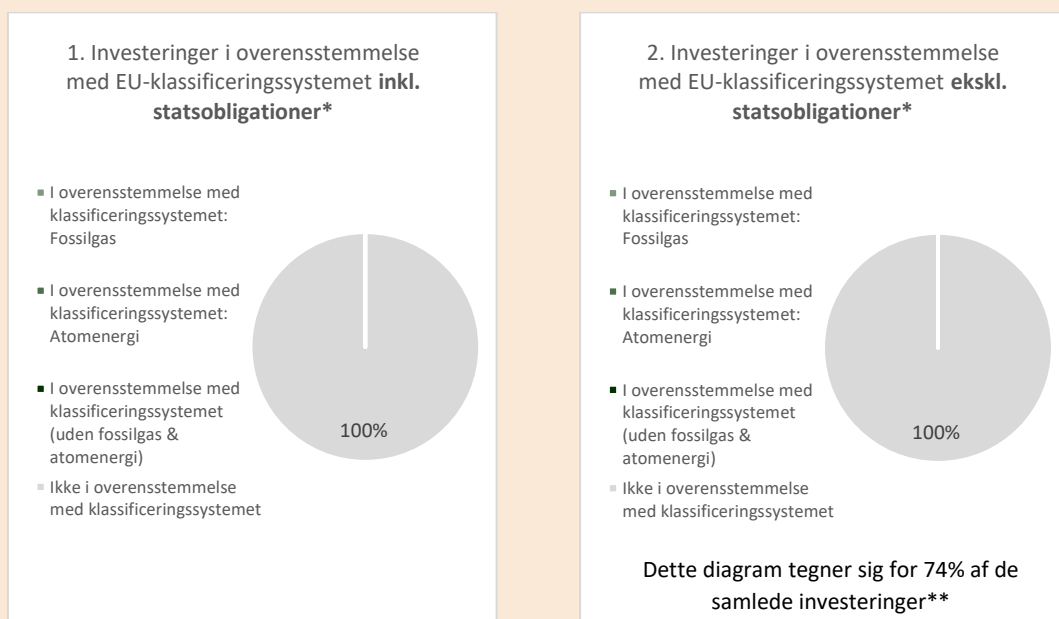 1. Investeringer i overensstemmelse
med EU-klassificeringssystemet inkl.
statsobligationer*
I overensstemmelse med
klassificeringssystemet:
Fossilgas
I overensstemmelse med
klassificeringssystemet:
Atomenergi
I overensstemmelse med
klassificeringssystemet
(uden fossilgas &
atomenergi)
Ikke i overensstemmelse
med klassificeringssystemet
100%
2. Investeringer i overensstemmelse
med EU-klassificeringssystemet ekskl.
statsobligationer*
I overensstemmelse med
klassificeringssystemet:
Fossilgas
I overensstemmelse med
klassificeringssystemet:
Atomenergi
I overensstemmelse med
klassificeringssystemet
(uden fossilgas &
atomenergi)
Ikke i overensstemmelse
med klassificeringssystemet
100%
Dette diagram tegner sig for 74% af de
samlede investeringer**